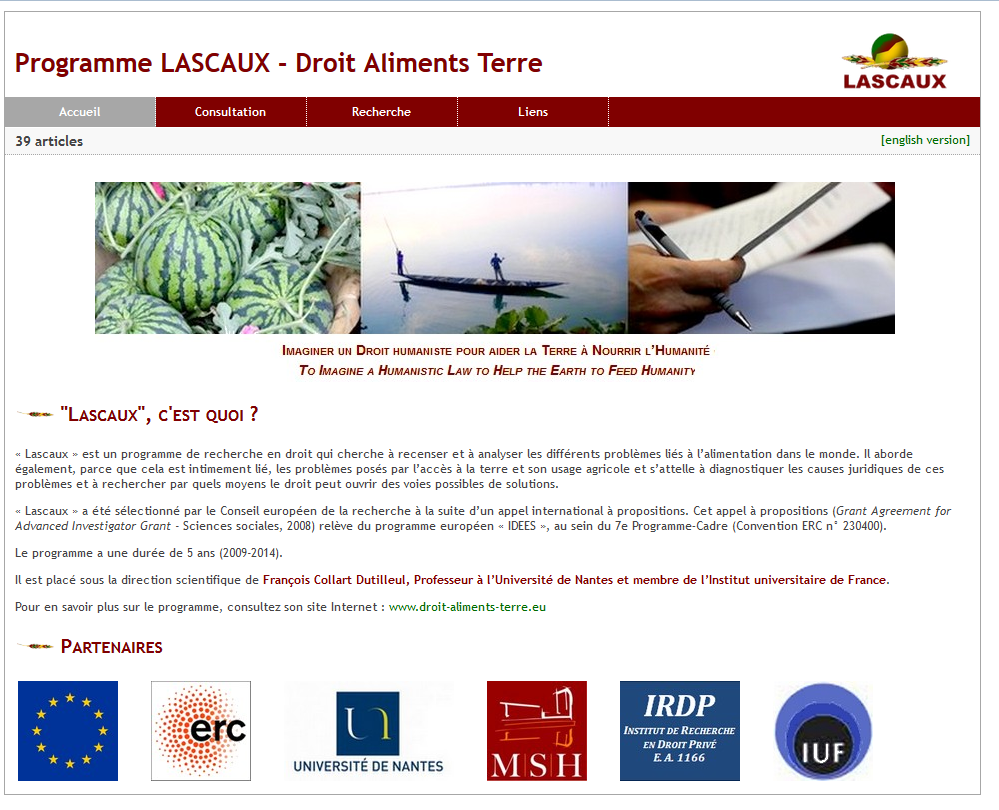 Programme LASCAUX - Droit Aliments Terre
LASCAUX
Accueil
Consultation
Recherche
Liens
39 articles
[english version]
Imaginer un Droit humaniste pour aider la Terre à Nourrir l'Humanité
To Imagine a Humanistic Law to Help the Earth to Feed Humanity
"Lascaux", c'est quoi ?
« Lascaux » est un programme de recherche en droit qui cherche à recenser et à analyser les différents problèmes liés à l'alimentation dans le monde. Il aborde
également, parce que cela est intimement lié, les problèmes posés par l'accès à la terre et son usage agricole et s'attelle à diagnostiquer les causes juridiques de ces
problèmes et à rechercher par quels moyens le droit peut ouvrir des voies possibles de solutions.
« Lascaux » a été sélectionné par le Conseil européen de la recherche à la suite d'un appel international à propositions. Cet appel à propositions (Grant Agreement for
Advanced Investigator Grant - Sciences sociales, 2008) relève du programme européen « IDEES », au sein du 7e Programme-Cadre (Convention ERC n° 230400).
Le programme a une durée de 5 ans (2009-2014).
Il est placé sous la direction scientifique de François Collart Dutilleul, Professeur à l'Université de Nantes et membre de l'Institut universitaire de France.
Pour en savoir plus sur le programme, consultez son site Internet : www.droit-aliments-terre.eu
Partenaires
erc
UNIVERSITÉ DE NANTES
MSH
IRDP
Institut de Recherche
en Droit Privé
E. A. 1166
IUF